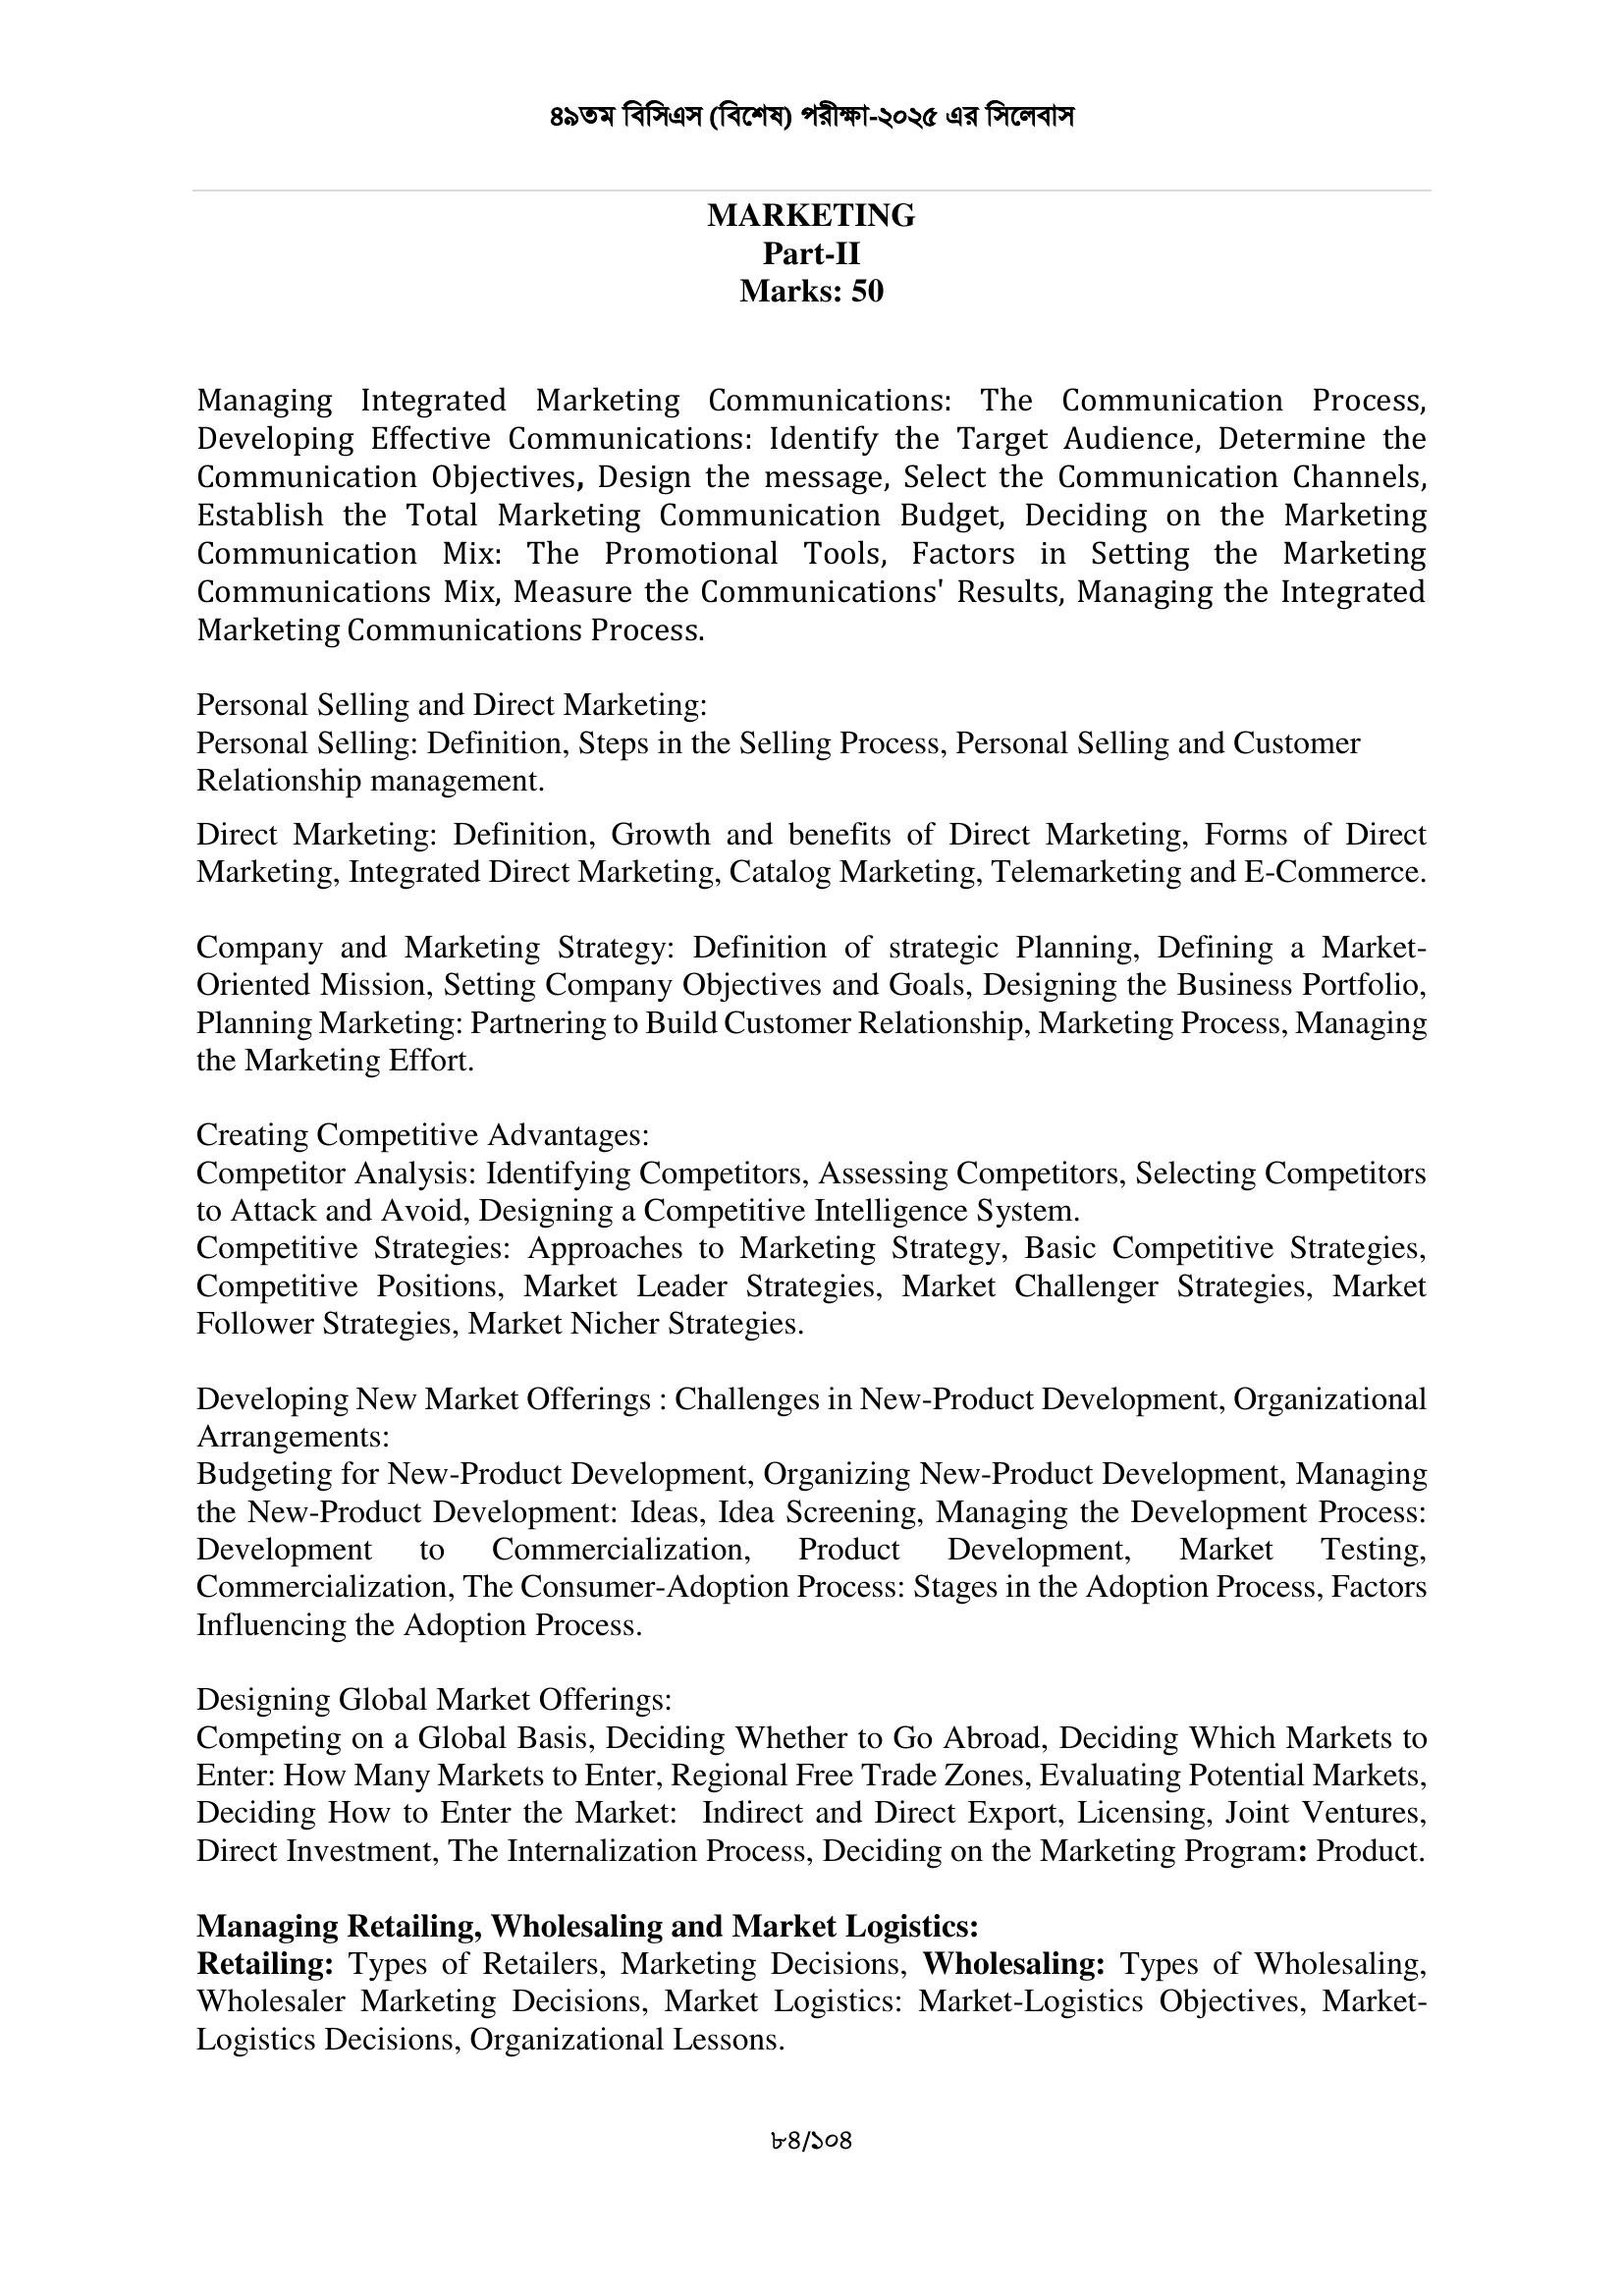 ৪৯তম বিসিএস (বিশেষ) পরীক্ষা-২০২৫ এর সিলেবাস
MARKETING
Part-II
Marks: 50
Managing Integrated Marketing Communications: The Communication Process,
Developing Effective Communications: Identify the Target Audience, Determine the
Communication Objectives, Design the message, Select the Communication Channels,
Establish the Total Marketing Communication Budget, Deciding on the Marketing
Communication Mix: The Promotional Tools, Factors in Setting the Marketing
Communications Mix, Measure the Communications' Results, Managing the Integrated
Marketing Communications Process.
Personal Selling and Direct Marketing:
Personal Selling: Definition, Steps in the Selling Process, Personal Selling and Customer
Relationship management.
Direct Marketing: Definition, Growth and benefits of Direct Marketing, Forms of Direct
Marketing, Integrated Direct Marketing, Catalog Marketing, Telemarketing and E-Commerce.
Company and Marketing Strategy: Definition of strategic Planning, Defining a Market-
Oriented Mission, Setting Company Objectives and Goals, Designing the Business Portfolio,
Planning Marketing: Partnering to Build Customer Relationship, Marketing Process, Managing
the Marketing Effort.
Creating Competitive Advantages:
Competitor Analysis: Identifying Competitors, Assessing Competitors, Selecting Competitors
to Attack and Avoid, Designing a Competitive Intelligence System.
Competitive Strategies: Approaches to Marketing Strategy, Basic Competitive Strategies,
Competitive Positions, Market Leader Strategies, Market Challenger Strategies, Market
Follower Strategies, Market Nicher Strategies.
Developing New Market Offerings : Challenges in New-Product Development, Organizational
Arrangements:
Budgeting for New-Product Development, Organizing New-Product Development, Managing
the New-Product Development: Ideas, Idea Screening, Managing the Development Process:
Development to Commercialization, Product Development, Market Testing,
Commercialization, The Consumer-Adoption Process: Stages in the Adoption Process, Factors
Influencing the Adoption Process.
Designing Global Market Offerings:
Competing on a Global Basis, Deciding Whether to Go Abroad, Deciding Which Markets to
Enter: How Many Markets to Enter, Regional Free Trade Zones, Evaluating Potential Markets,
Deciding How to Enter the Market: Indirect and Direct Export, Licensing, Joint Ventures,
Direct Investment, The Internalization Process, Deciding on the Marketing Program: Product.
Managing Retailing, Wholesaling and Market Logistics:
Retailing: Types of Retailers, Marketing Decisions, Wholesaling: Types of Wholesaling,
Wholesaler Marketing Decisions, Market Logistics: Market-Logistics Objectives, Market-
Logistics Decisions, Organizational Lessons.
৮৪/১০৪